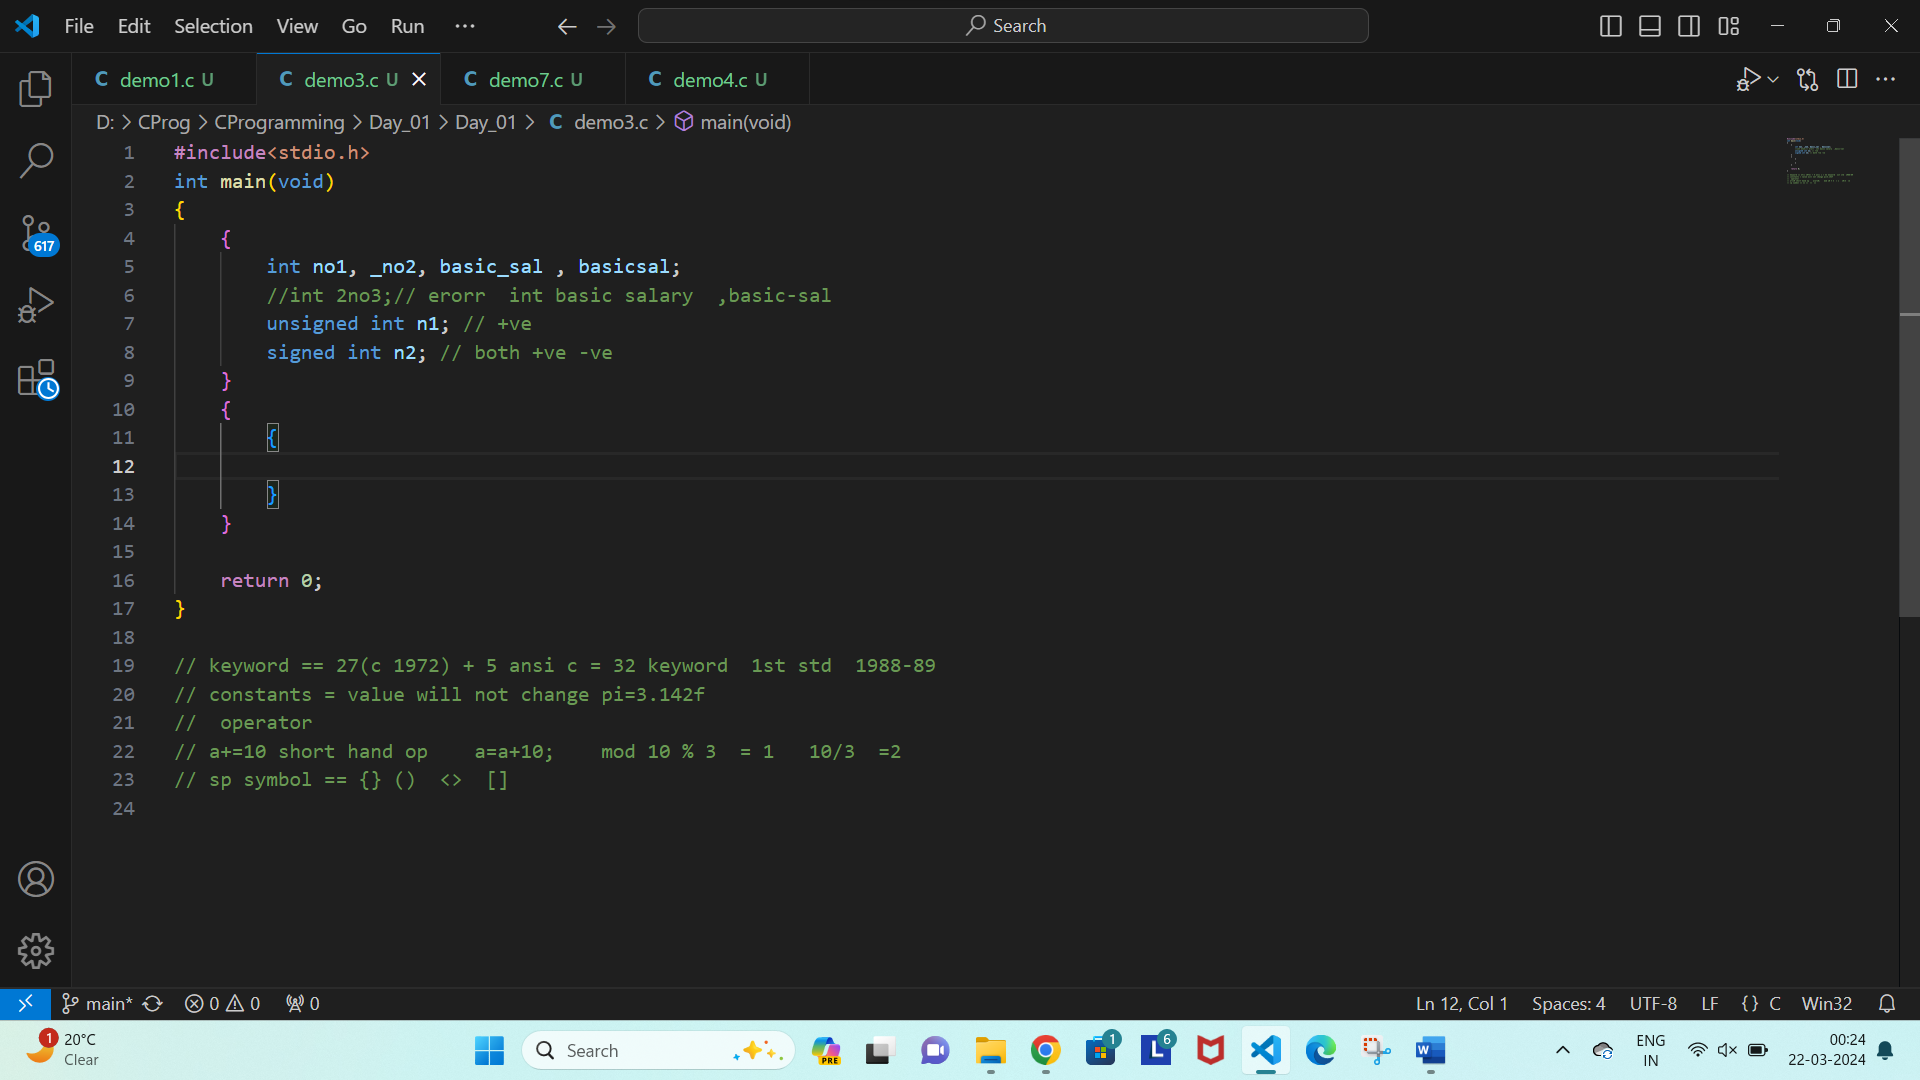 File Edit Selection View Go Run ··· Search
C demo1.c U C demo3.c U C demo7.c U C demo4.c U
D: > CProg > CProgramming > Day_01 > Day_01 > C demo3.c > main(void)
1 #include<stdio.h>
2 int main(void)
3 {
4 {
5 int no1, _no2, basic_sal , basicsal;
6 //int 2no3;// erorr  int basic salary  ,basic-sal
7 unsigned int n1; // +ve
8 signed int n2; // both +ve -ve
9 }
10 {
11 {
12
13 }
14 }
15
16 return 0;
17 }
18
19 // keyword == 27(c 1972) + 5 ansi c = 32 keyword  1st std  1988-89
20 // constants = value will not change pi=3.142f
21 //  operator
22 // a+=10 short hand op    a=a+10;    mod 10 % 3  = 1   10/3  =2
23 // sp symbol == {} ()  <>  []
24
617
main* 0 0 0 Ln 12, Col 1 Spaces: 4 UTF-8 LF {} C Win32
1 20°C
Clear
Search
PRE
1
L 6
W
ENG
IN
00:24
22-03-2024